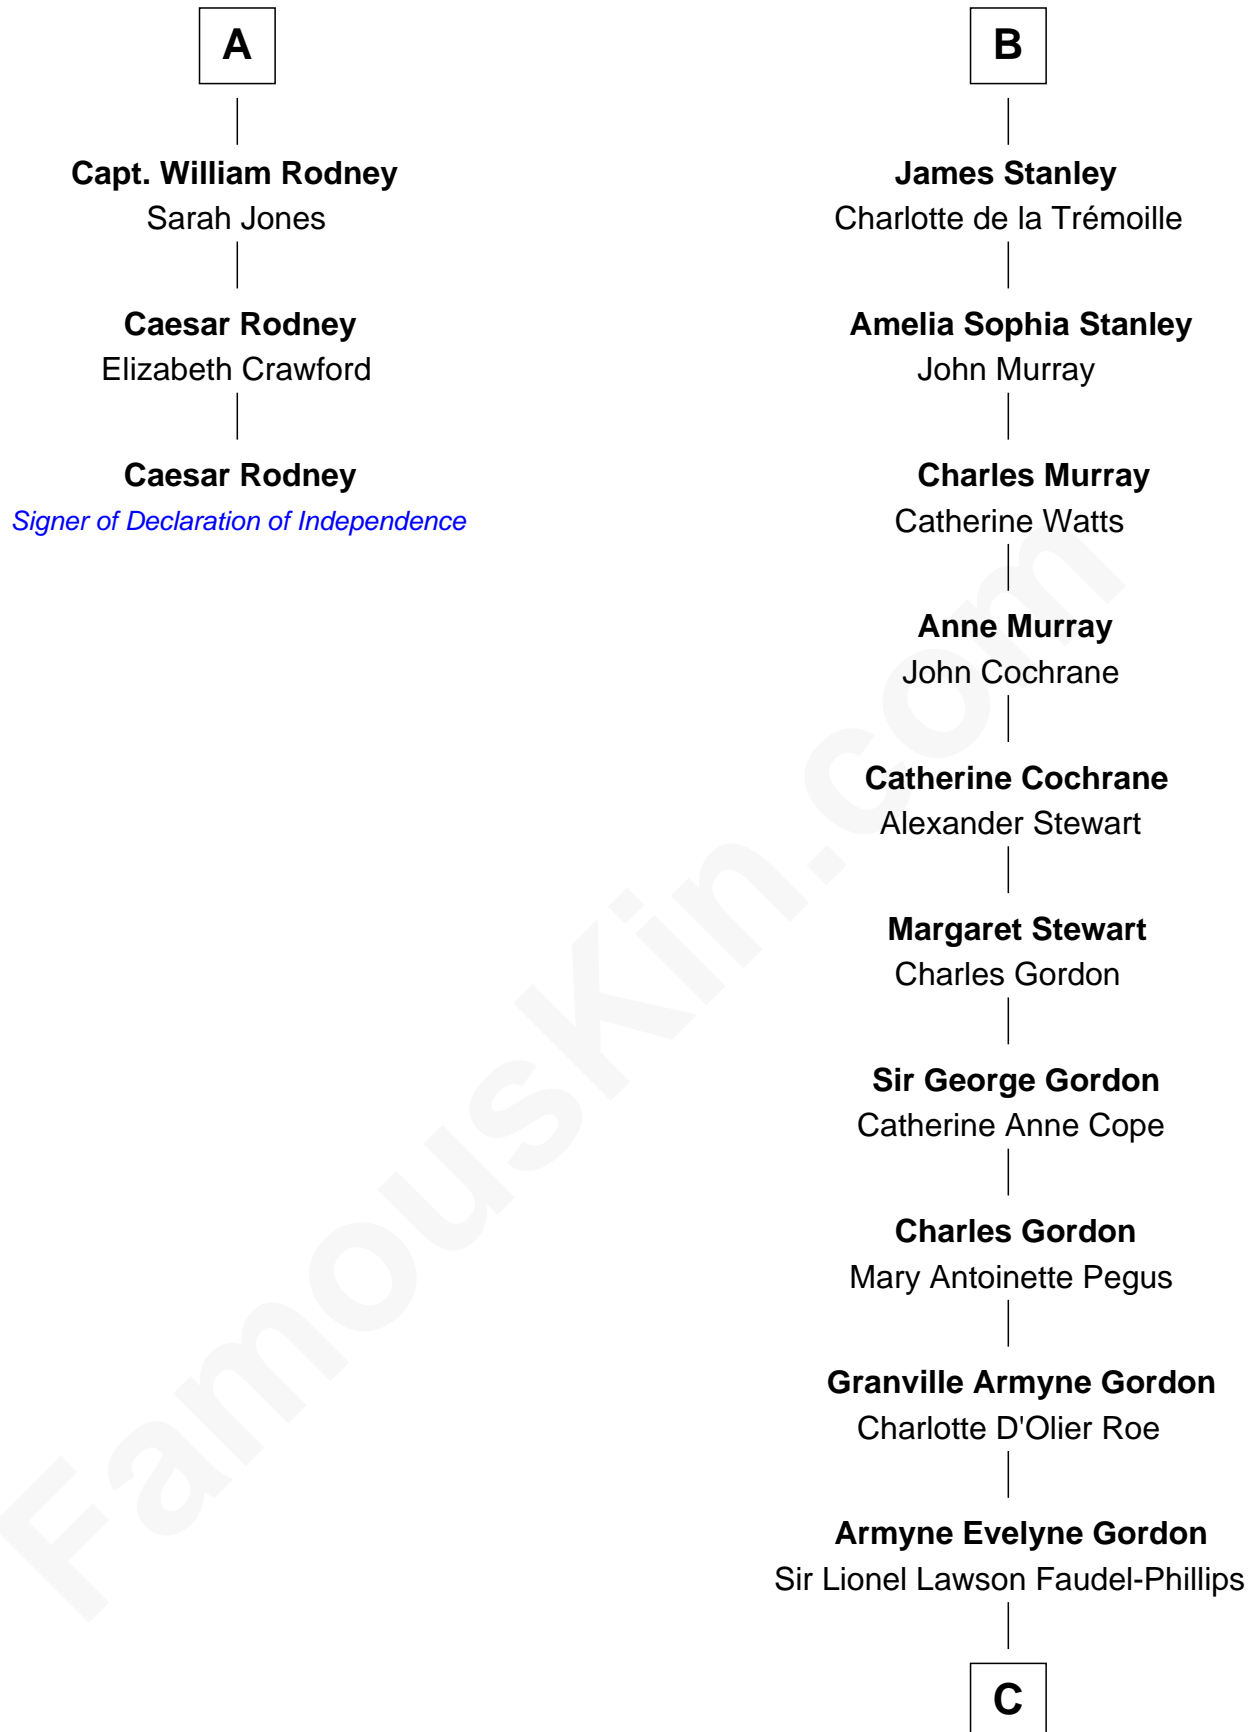 A
Capt. William Rodney
Sarah Jones
Caesar Rodney
Elizabeth Crawford
Caesar Rodney
Signer of Declaration of Independence
B
James Stanley
Charlotte de la Trémoille
Amelia Sophia Stanley
John Murray
Charles Murray
Catherine Watts
Anne Murray
John Cochrane
Catherine Cochrane
Alexander Stewart
Margaret Stewart
Charles Gordon
Sir George Gordon
Catherine Anne Cope
Charles Gordon
Mary Antoinette Pegus
Granville Armyne Gordon
Charlotte D'Olier Roe
Armyne Evelyne Gordon
Sir Lionel Lawson Faudel-Phillips
C
FamousKin.com